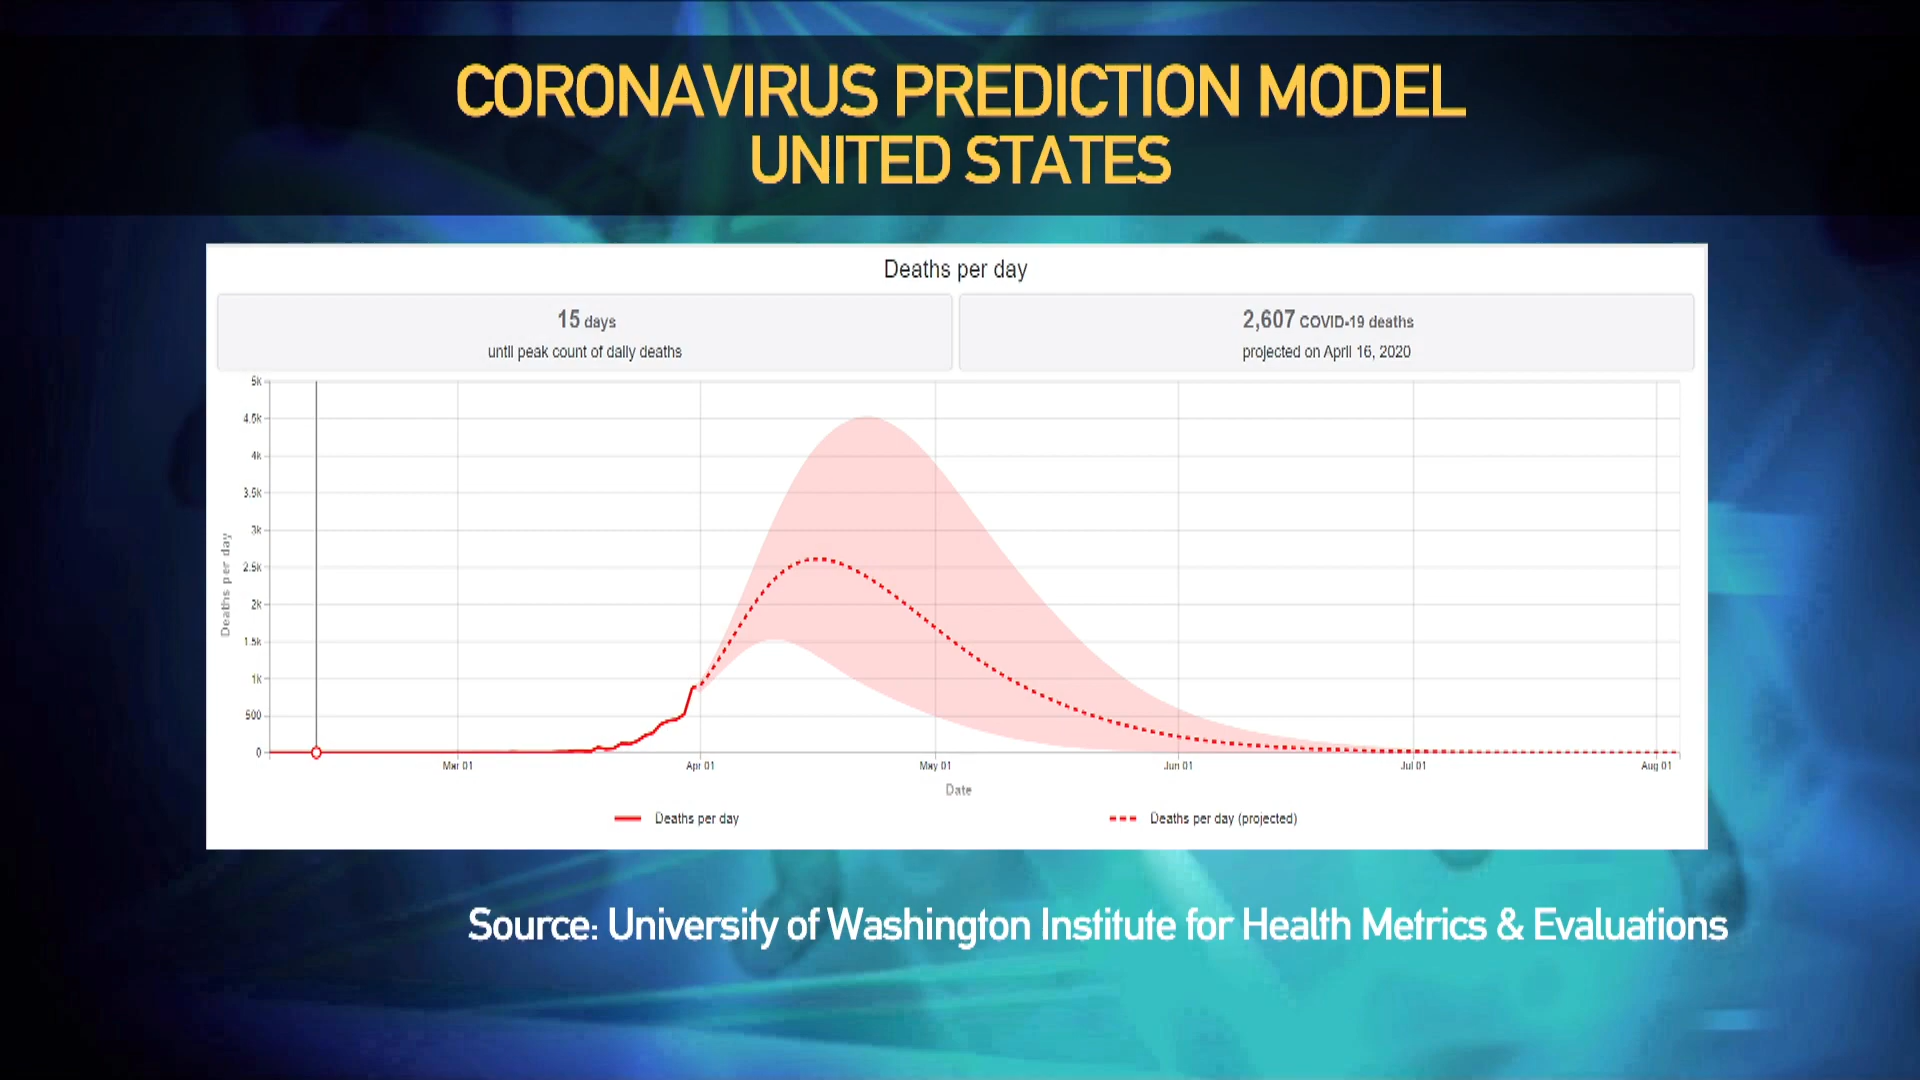 CORONAVIRUS PREDICTION MODEL
UNITED STATES
Deaths per day
15 days
until peak count of daily deaths
2,607 COVID-19 deaths
projected on April 16, 2020
5k
4.5k
4k
3.5k
3k
2.5k
2k
1.5k
1k
500
0
Deaths per day
Mar 01 Apr 01 May 01 Jun 01 Jul 01 Aug 01
Date
Deaths per day Deaths per day (projected)
Source: University of Washington Institute for Health Metrics & Evaluations